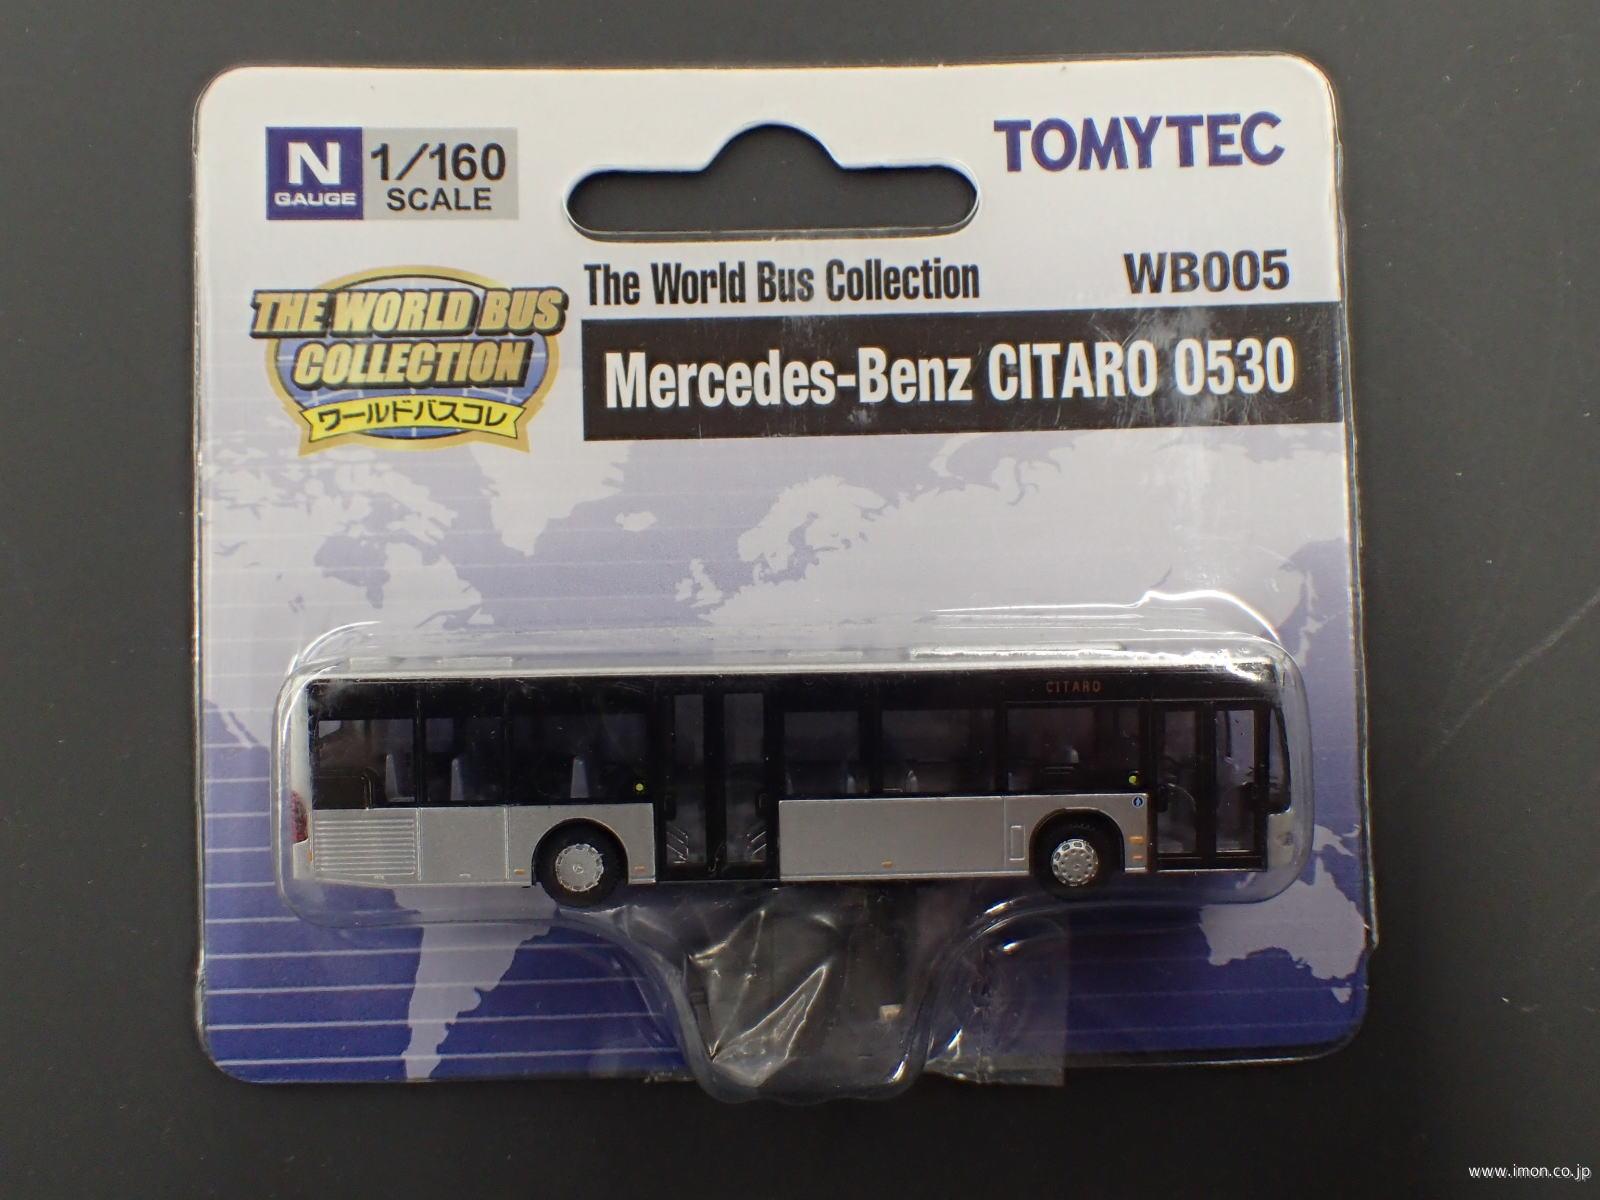 N
GAUGE
1/160
SCALE
TOMYTEC
The World Bus Collection
WB005
THE WORLD BUS
COLLECTION
ワールドバスコレ
Mercedes-Benz CITARO O530
CITARO
www.imon.co.jp